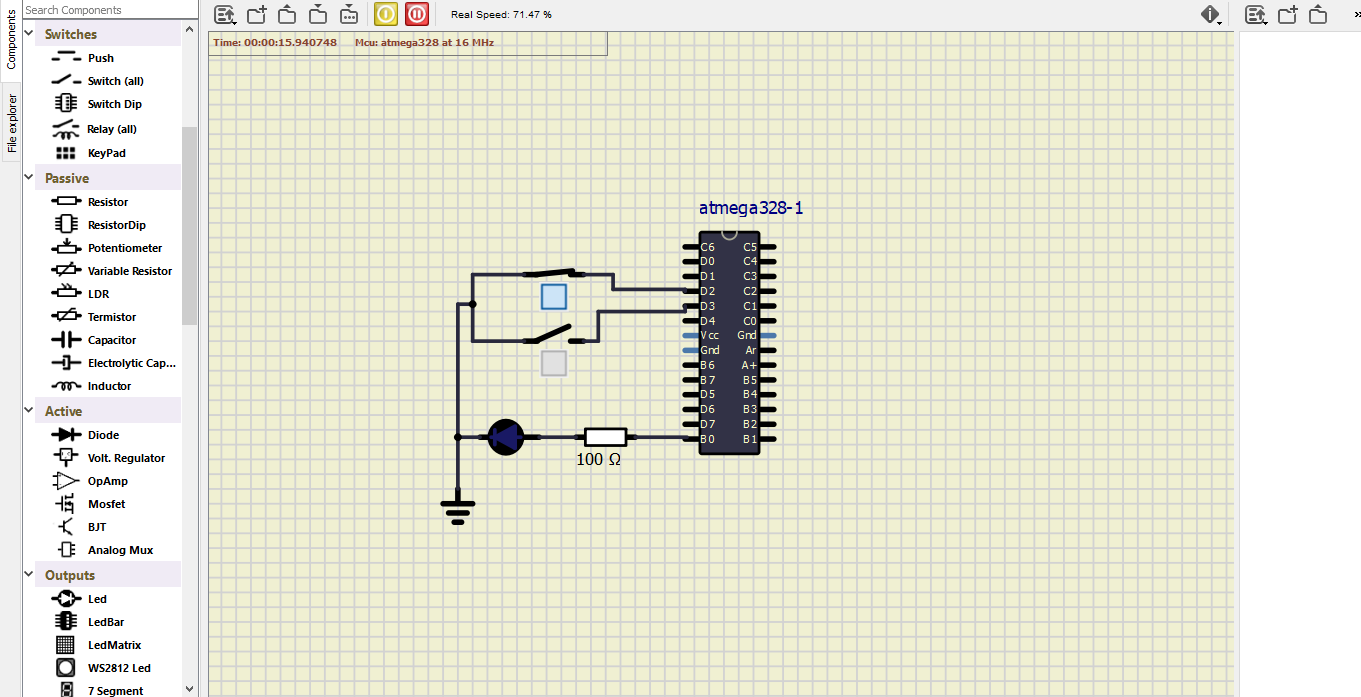 Components
File explorer
Search Components
Switches
Push
Switch (all)
Switch Dip
Relay (all)
KeyPad
Passive
Resistor
ResistorDip
Potentiometer
Variable Resistor
LDR
Termistor
Capacitor
Electrolytic Cap...
Inductor
Active
Diode
Volt. Regulator
OpAmp
Mosfet
BJT
Analog Mux
Outputs
Led
LedBar
LedMatrix
WS2812 Led
7 Segment
Real Speed: 71.47 %
»
Time: 00:00:15.940748 Mcu: atmega328 at 16 MHz
atmega328-1
C6 C5
D0 C4
D1 C3
D2 C2
D3 C1
D4 C0
Vcc Gnd
Gnd Ar
B6 A+
B7 B5
D5 B4
D6 B3
D7 B2
B0 B1
100 Ω